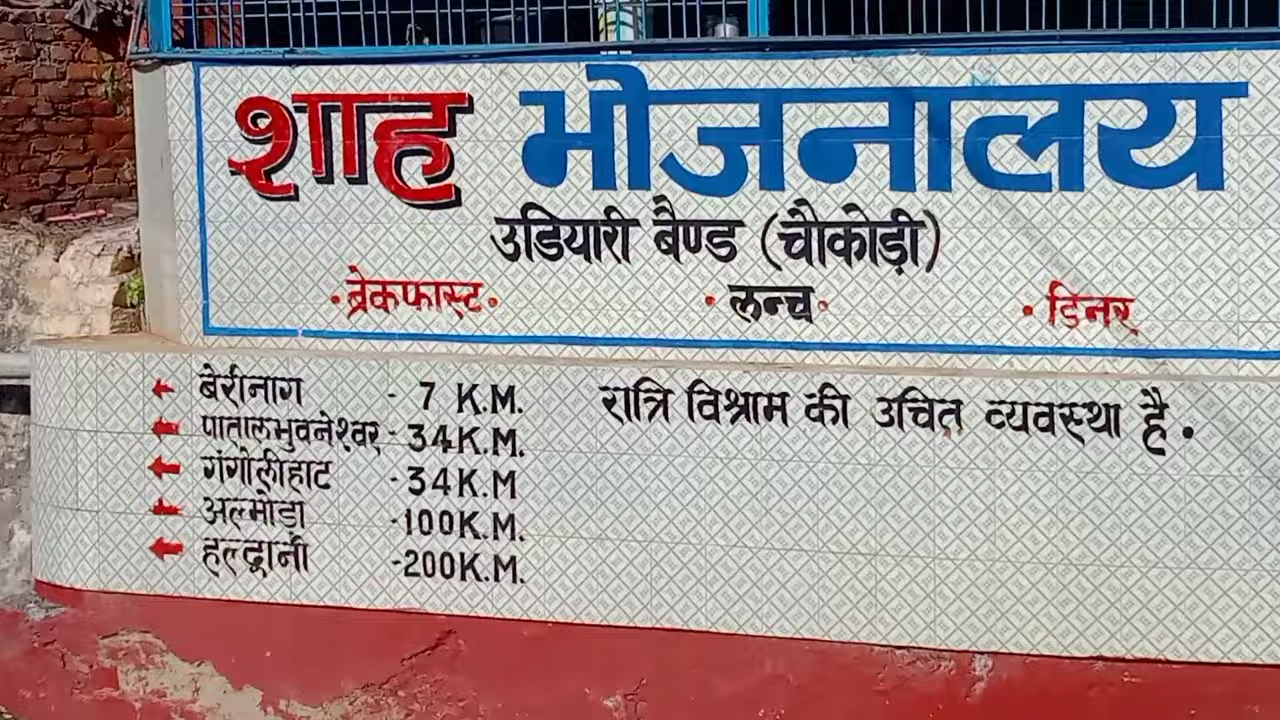 शाह भोजनालय
उडियारी बैण्ड (चौकोड़ी)
• ब्रेकफास्ट • • लन्च • • डिनर
बेरीनाग - 7 K.M.
पातालभुवनेश्वर - 34 K.M.
गंगोलीहाट - 34 K.M
अल्मोड़ा - 100 K.M.
हल्द्वानी - 200 K.M.
रात्रि विश्राम की उचित व्यवस्था है.